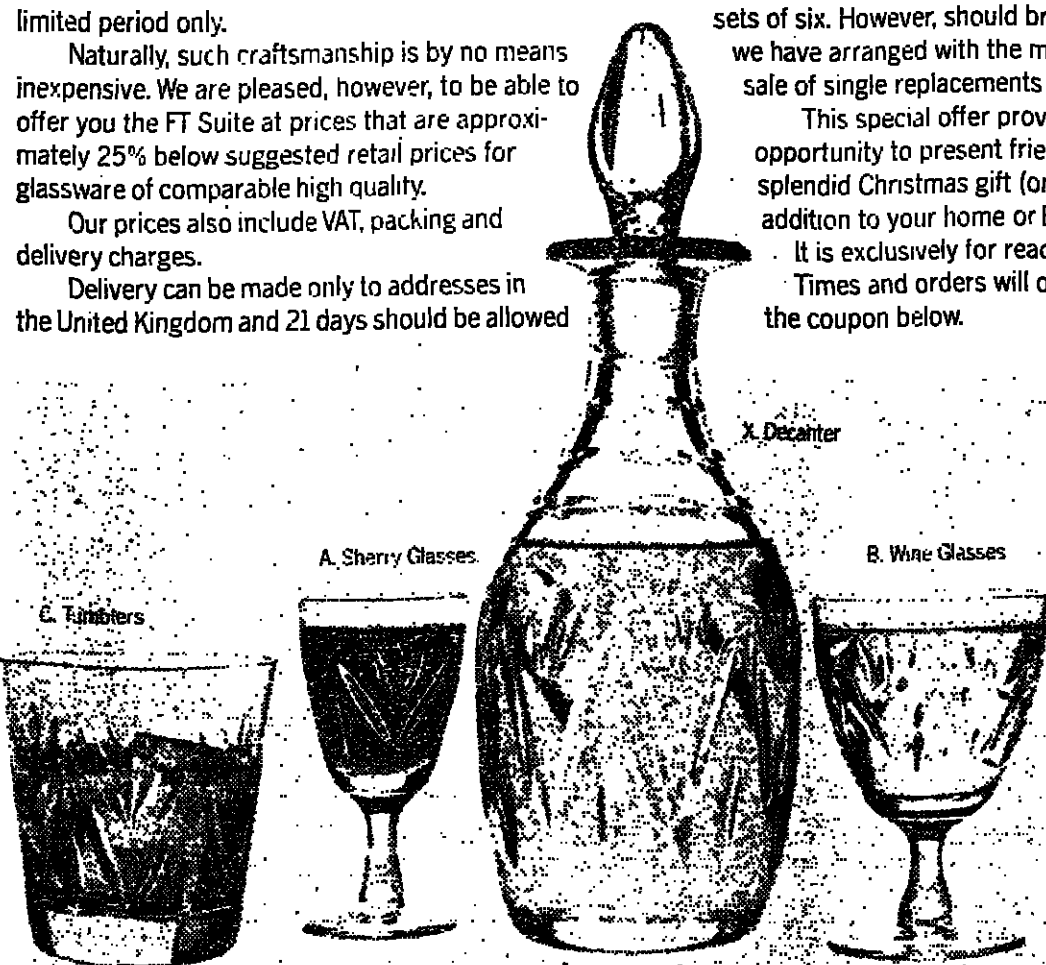 limited period only.
Naturally, such craftsmanship is by no means
inexpensive. We are pleased, however, to be able to
offer you the FT Suite at prices that are approxi-
mately 25% below suggested retail prices for
glassware of comparable high quality.
Our prices also include VAT, packing and
delivery charges.
Delivery can be made only to addresses in
the United Kingdom and 21 days should be allowed
sets of six. However, should br
we have arranged with the m
sale of single replacements
This special offer prov
opportunity to present frie
splendid Christmas gift (or
addition to your home or
It is exclusively for read
Times and orders will o
the coupon below.
X. Decanter
A. Sherry Glasses
B. Wine Glasses
C. Tumblers